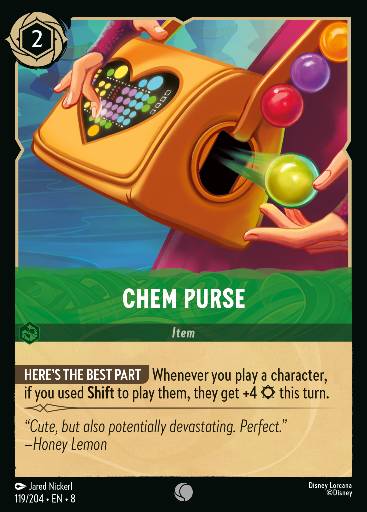 2
CHEM PURSE
Item
HERE'S THE BEST PART Whenever you play a character,
if you used Shift to play them, they get +4 this turn.
“Cute, but also potentially devastating. Perfect.”
–Honey Lemon
Jared Nickerl
119/204 • EN • 8
Disney Lorcana
©Disney